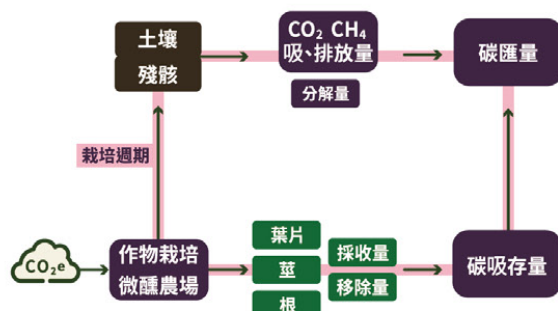 土壤
殘骸
CO₂ CH₄
吸、排放量
分解量
碳匯量
栽培週期
CO₂e
作物栽培
微醺農場
葉片
莖
根
採收量
移除量
碳吸存量